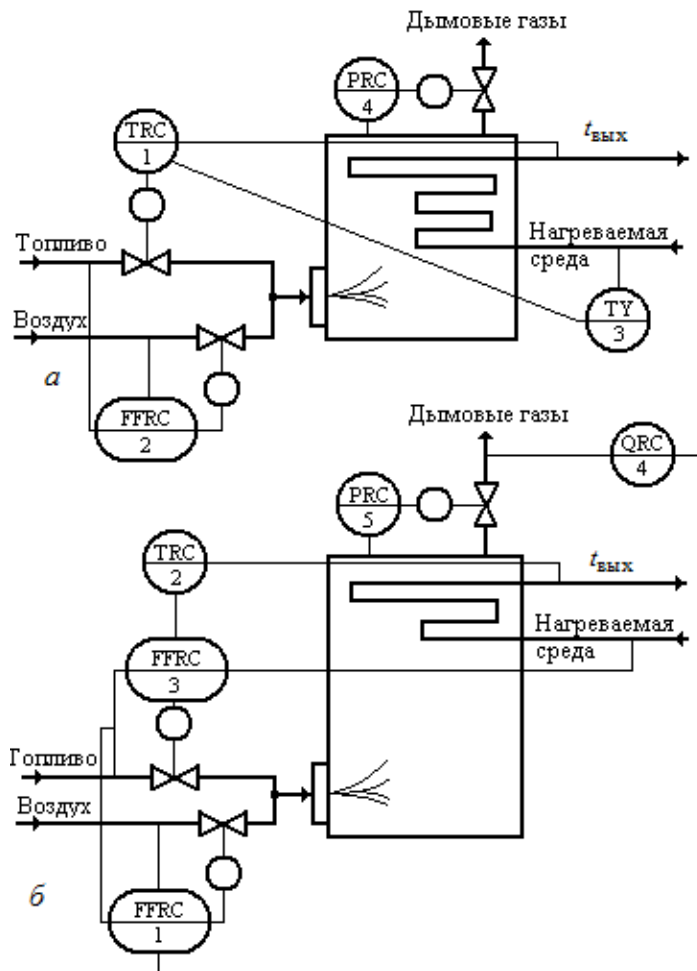 Дымовые газы
PRC
4
TRC
1
tвых
Топливо
Нагреваемая
среда
Воздух
TY
3
а
FFRC
2
Дымовые газы
QRC
4
PRC
5
TRC
2
tвых
Нагреваемая
среда
FFRC
3
Топливо
Воздух
б
FFRC
1